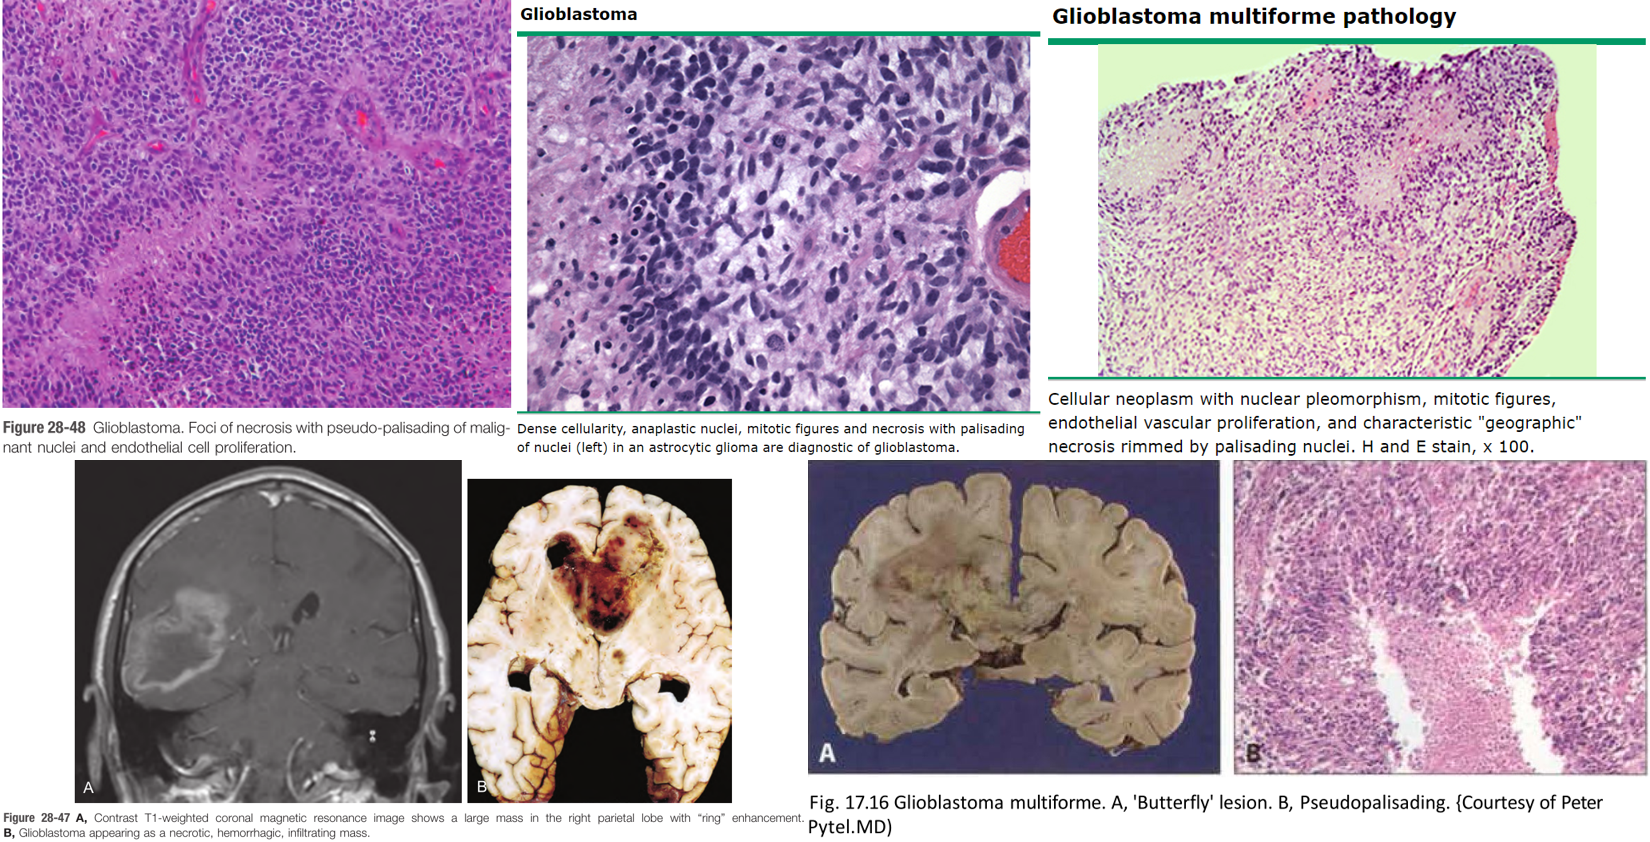 Glioblastoma
Glioblastoma multiforme pathology
Figure 28-48 Glioblastoma. Foci of necrosis with pseudo-palisading of malig-
nant nuclei and endothelial cell proliferation.
Dense cellularity, anaplastic nuclei, mitotic figures and necrosis with palisading
of nuclei (left) in an astrocytic glioma are diagnostic of glioblastoma.
Cellular neoplasm with nuclear pleomorphism, mitotic figures,
endothelial vascular proliferation, and characteristic "geographic"
necrosis rimmed by palisading nuclei. H and E stain, x 100.
A
B
A
B
Figure 28-47 A, Contrast T1-weighted coronal magnetic resonance image shows a large mass in the right parietal lobe with “ring” enhancement.
B, Glioblastoma appearing as a necrotic, hemorrhagic, infiltrating mass.
Fig. 17.16 Glioblastoma multiforme. A, 'Butterfly' lesion. B, Pseudopalisading. {Courtesy of Peter
Pytel.MD)